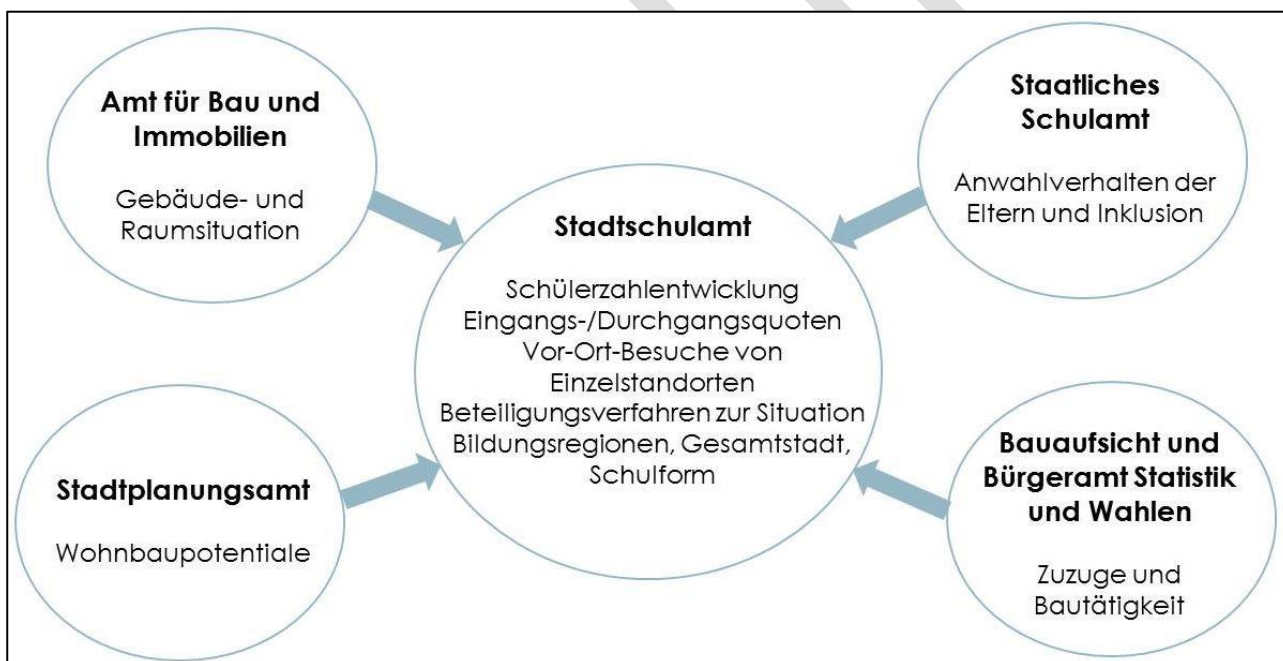 Amt für Bau und
Immobilien
Gebäude- und
Raumsituation
Staatliches
Schulamt
Anwahlverhalten der
Eltern und Inklusion
Stadtschulamt
Schülerzahlentwicklung
Eingangs-/Durchgangsquoten
Vor-Ort-Besuche von
Einzelstandorten
Beteiligungsverfahren zur Situation
Bildungsregionen, Gesamtstadt,
Schulform
Stadtplanungsamt
Wohnbaupotentiale
Bauaufsicht und
Bürgeramt Statistik
und Wahlen
Zuzuge und
Bautätigkeit